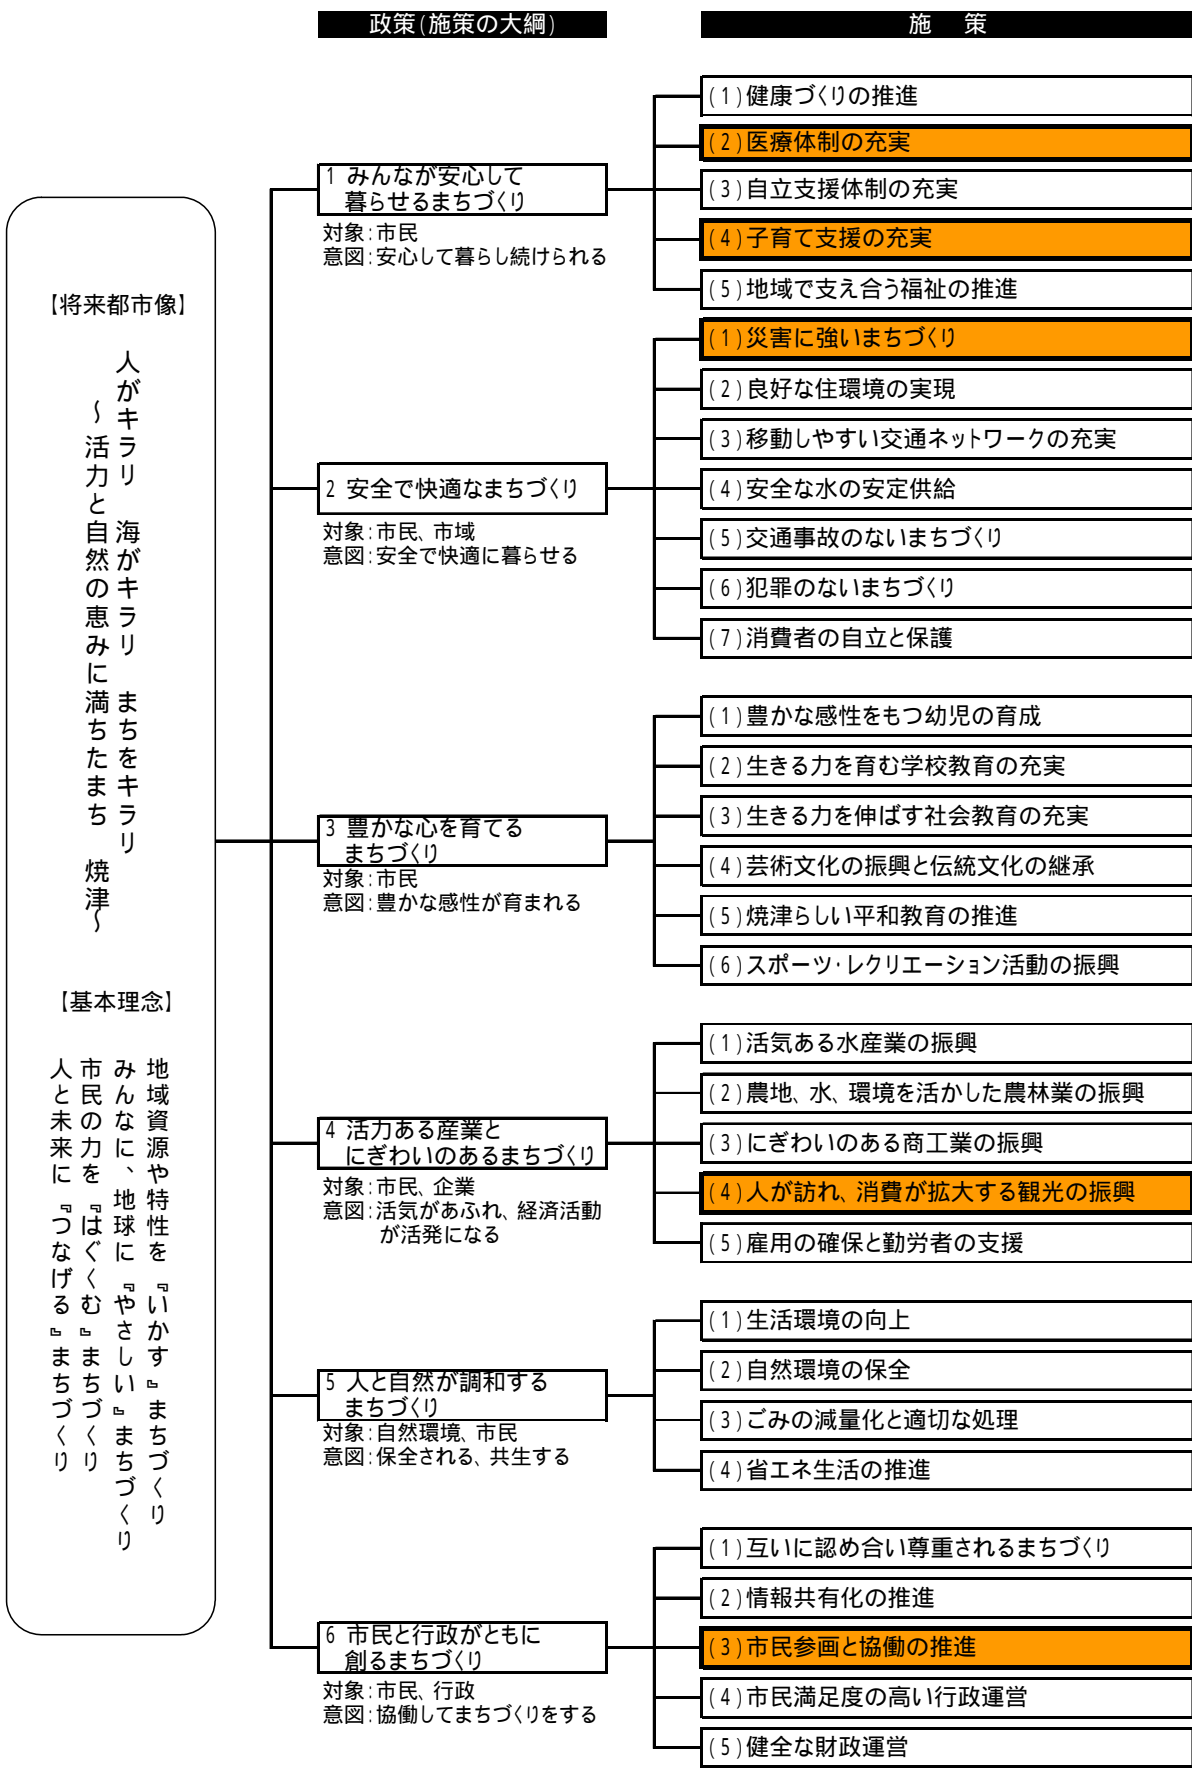 政策(施策の大綱)
施　策
【将来都市像】
人がキラリ　海がキラリ　まちをキラリ
～活力と自然の恵みに満ちたまち　焼津～
【基本理念】
地域資源や特性を『いかす』まちづくり
みんなに、地球に『やさしい』まちづくり
市民の力を『はぐくむ』まちづくり
人と未来に『つなげる』まちづくり
1 みんなが安心して
暮らせるまちづくり
対象:市民
意図:安心して暮らし続けられる
(1)健康づくりの推進
(2)医療体制の充実
(3)自立支援体制の充実
(4)子育て支援の充実
(5)地域で支え合う福祉の推進
2 安全で快適なまちづくり
対象:市民、市域
意図:安全で快適に暮らせる
(1)災害に強いまちづくり
(2)良好な住環境の実現
(3)移動しやすい交通ネットワークの充実
(4)安全な水の安定供給
(5)交通事故のないまちづくり
(6)犯罪のないまちづくり
(7)消費者の自立と保護
3 豊かな心を育てる
まちづくり
対象:市民
意図:豊かな感性が育まれる
(1)豊かな感性をもつ幼児の育成
(2)生きる力を育む学校教育の充実
(3)生きる力を伸ばす社会教育の充実
(4)芸術文化の振興と伝統文化の継承
(5)焼津らしい平和教育の推進
(6)スポーツ・レクリエーション活動の振興
4 活力ある産業と
にぎわいのあるまちづくり
対象:市民、企業
意図:活気があふれ、経済活動
が活発になる
(1)活気ある水産業の振興
(2)農地、水、環境を活かした農林業の振興
(3)にぎわいのある商工業の振興
(4)人が訪れ、消費が拡大する観光の振興
(5)雇用の確保と勤労者の支援
5 人と自然が調和する
まちづくり
対象:自然環境、市民
意図:保全される、共生する
(1)生活環境の向上
(2)自然環境の保全
(3)ごみの減量化と適切な処理
(4)省エネ生活の推進
6 市民と行政がともに
創るまちづくり
対象:市民、行政
意図:協働してまちづくりをする
(1)互いに認め合い尊重されるまちづくり
(2)情報共有化の推進
(3)市民参画と協働の推進
(4)市民満足度の高い行政運営
(5)健全な財政運営